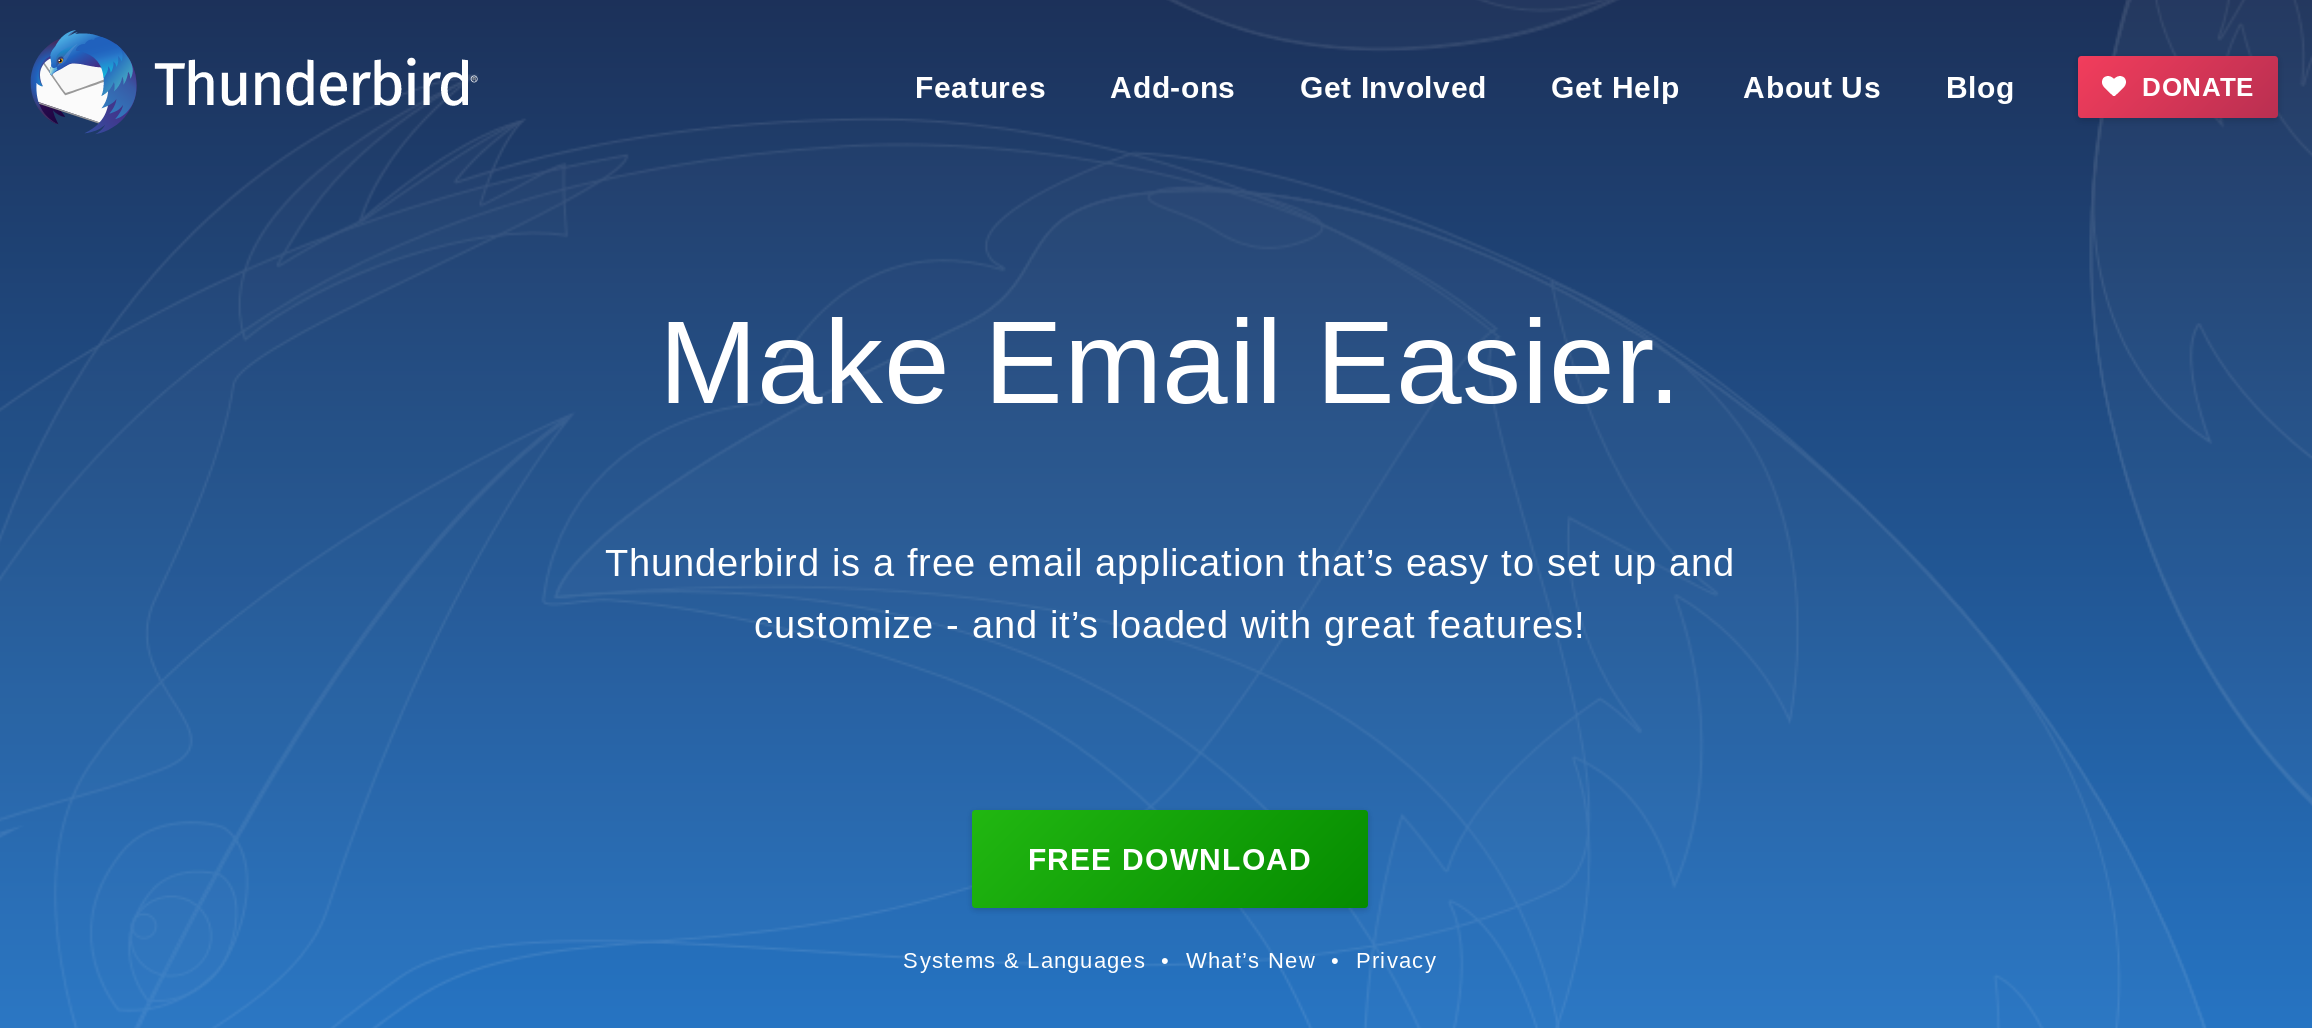 Thunderbird®
Features Add-ons Get Involved Get Help About Us Blog DONATE
Make Email Easier.
Thunderbird is a free email application that’s easy to set up and
customize - and it’s loaded with great features!
FREE DOWNLOAD
Systems & Languages • What’s New • Privacy